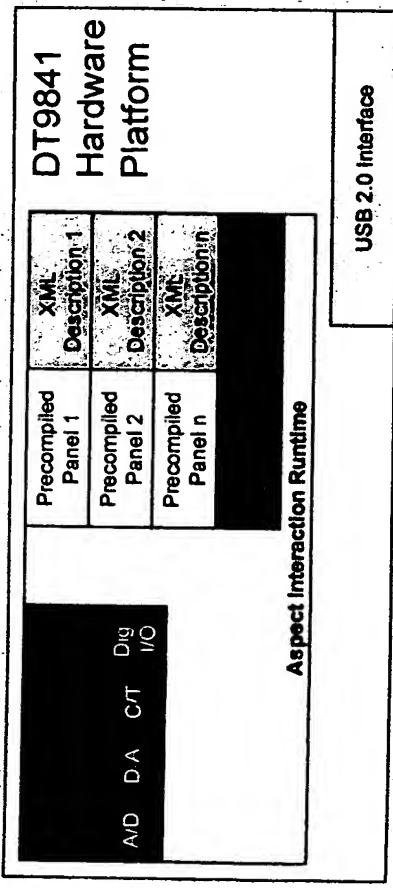 DT9841
Hardware
Platform
Precompiled
Panel 1
XML
Description 1
Precompiled
Panel 2
XML
Description 2
Precompiled
Panel n
XML
Description n
A/D D/A C/T Dig
I/O
Aspect Interaction Runtime
USB 2.0 Interface